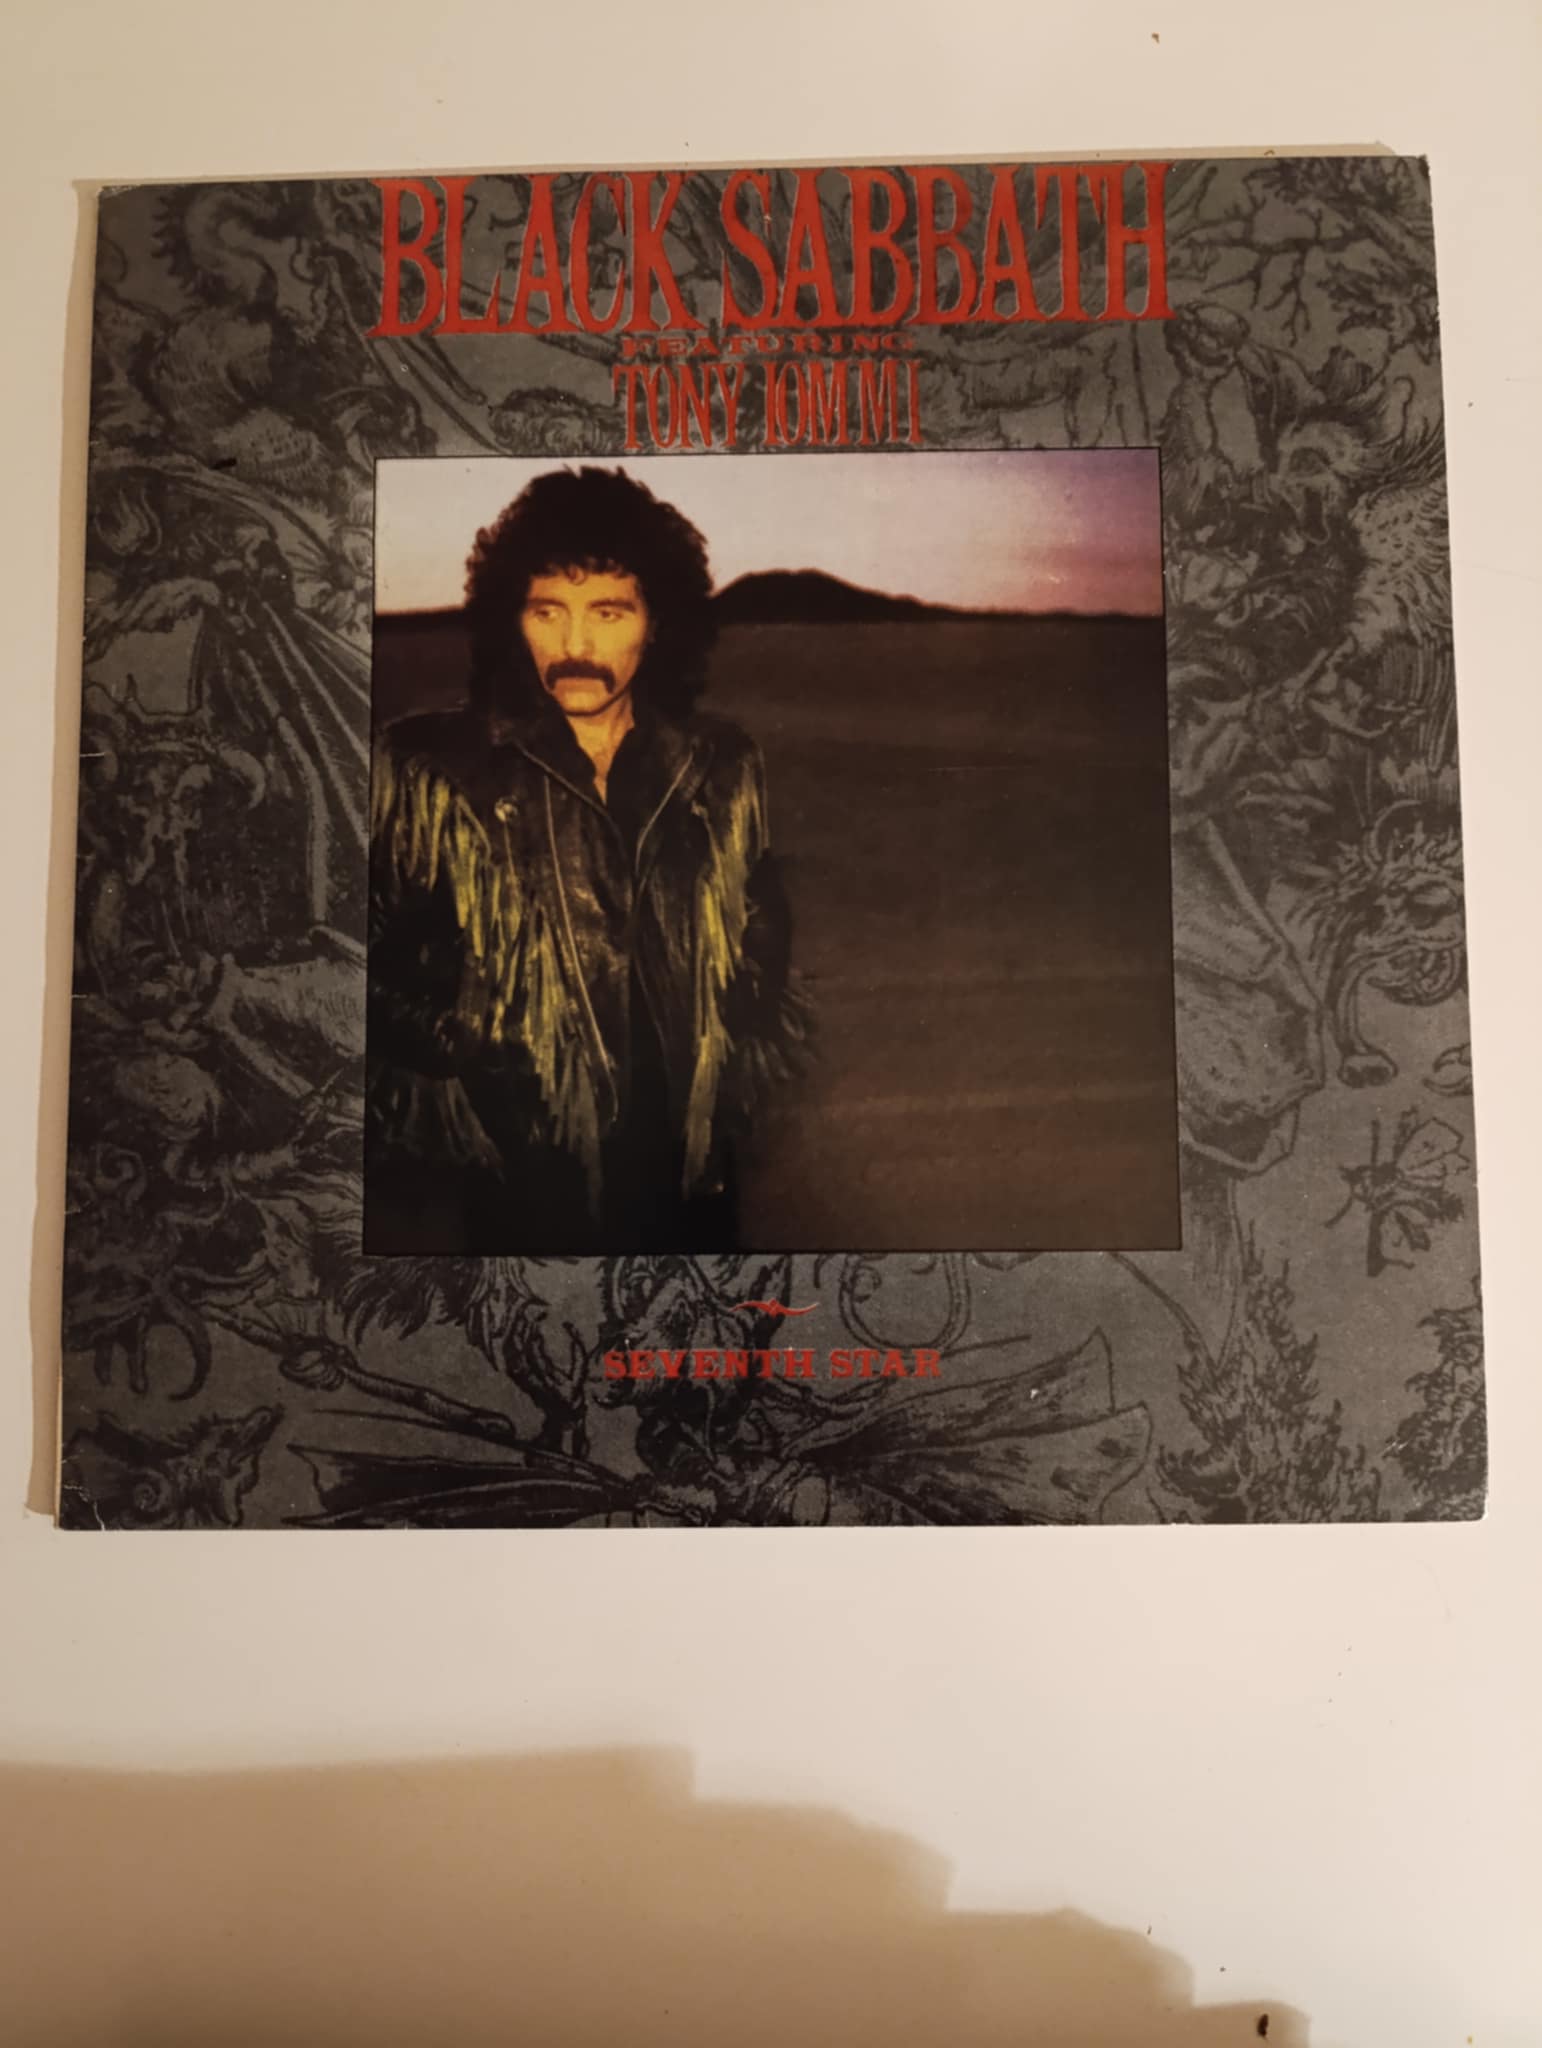 BLACK SABBATH
FEATURING
TONY IOMMI
SEVENTH STAR